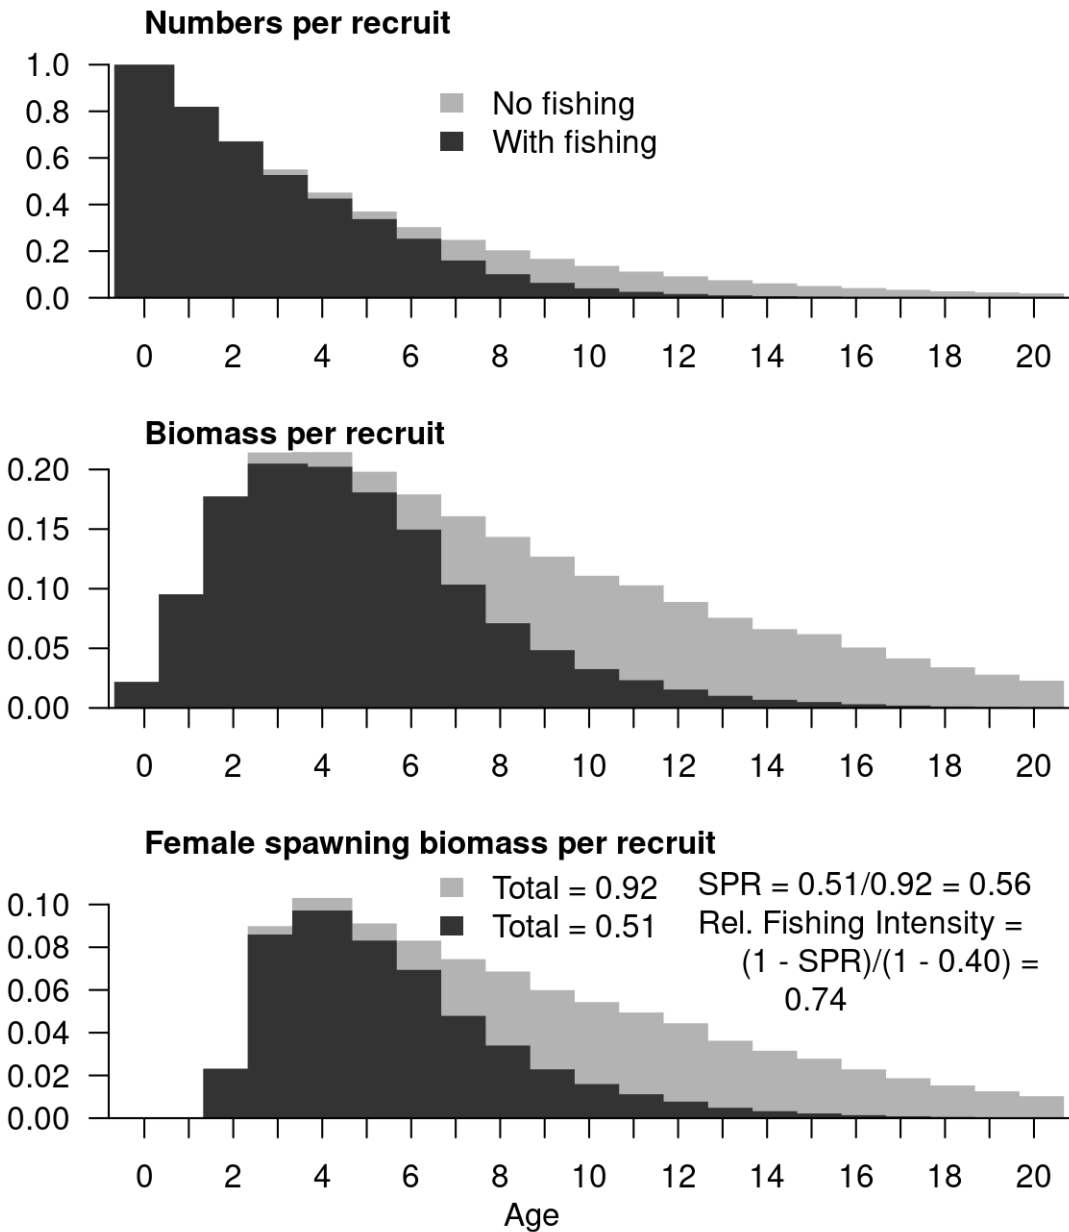 Numbers per recruit
1.0
0.8
0.6
0.4
0.2
0.0
No fishing
With fishing
0 2 4 6 8 10 12 14 16 18 20
Biomass per recruit
0.20
0.15
0.10
0.05
0.00
0 2 4 6 8 10 12 14 16 18 20
Female spawning biomass per recruit
0.10
0.08
0.06
0.04
0.02
0.00
Total = 0.92
Total = 0.51
SPR = 0.51/0.92 = 0.56
Rel. Fishing Intensity =
(1 - SPR)/(1 - 0.40) =
0.74
0 2 4 6 8 10 12 14 16 18 20
Age